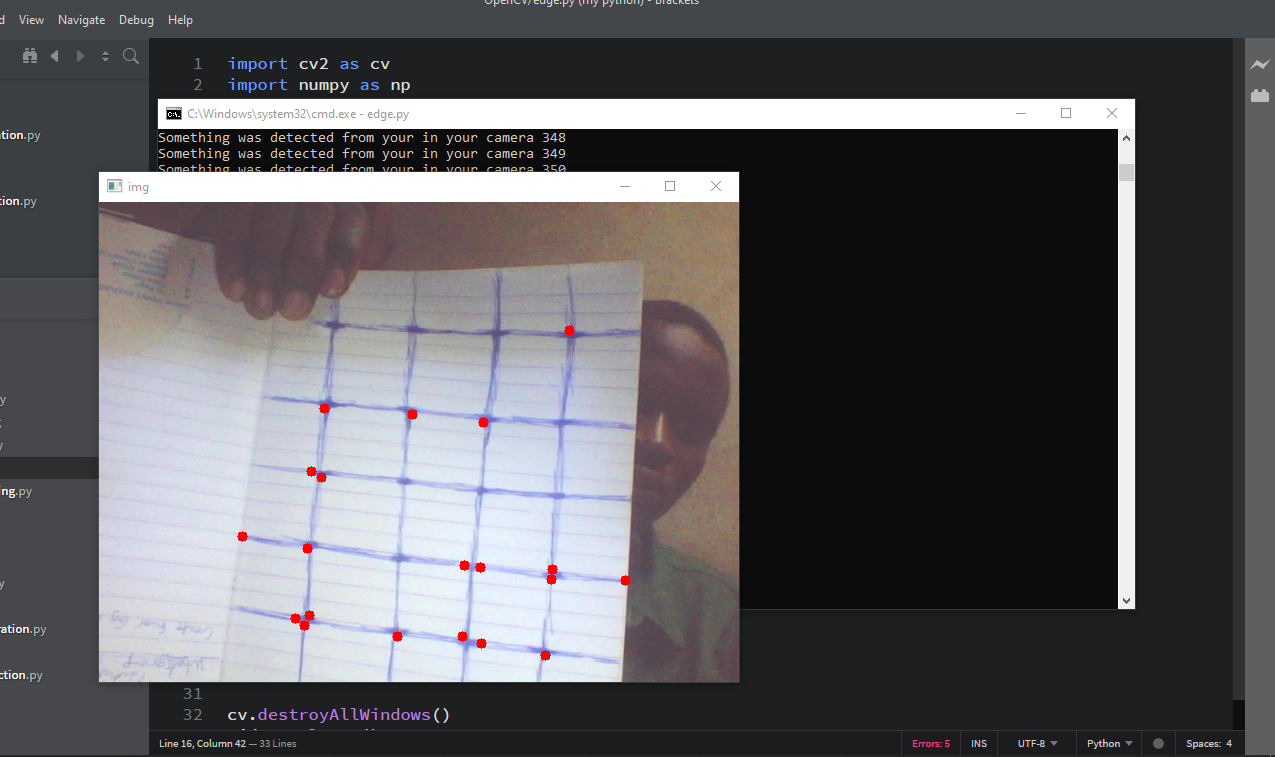 OpenCV/edge.py (my python) - Brackets
View Navigate Debug Help
1 import cv2 as cv
2 import numpy as np
tion.py
C:\Windows\system32\cmd.exe - edge.py
Something was detected from your in your camera 348
Something was detected from your in your camera 349
Something was detected from your in your camera 350
img
tion.py
y
y
ng.py
y
ration.py
ction.py
31
32 cv.destroyAllWindows()
Line 16, Column 42 — 33 Lines
Errors: 5
INS
UTF-8
Python
Spaces: 4